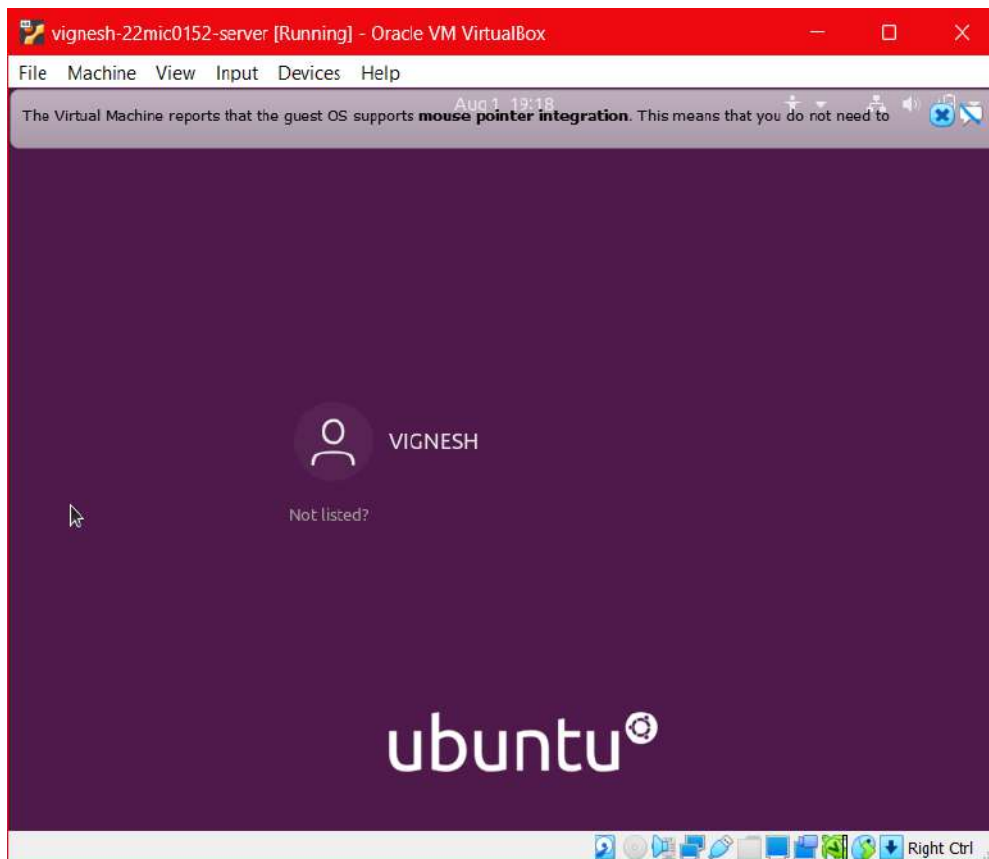 vignesh-22mic0152-server [Running] - Oracle VM VirtualBox
File Machine View Input Devices Help
Aug 1 19:18
The Virtual Machine reports that the guest OS supports mouse pointer integration. This means that you do not need to
VIGNESH
Not listed?
ubuntu
Right Ctrl